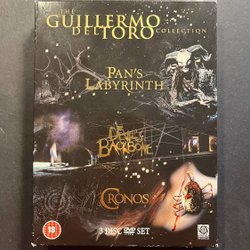 THE
GUILLERMO
DEL TORO
COLLECTION
PAN'S
LABYRINTH
THE
DEVIL'S
BACKBONE
CRONOS
18
3 DISC DVD SET